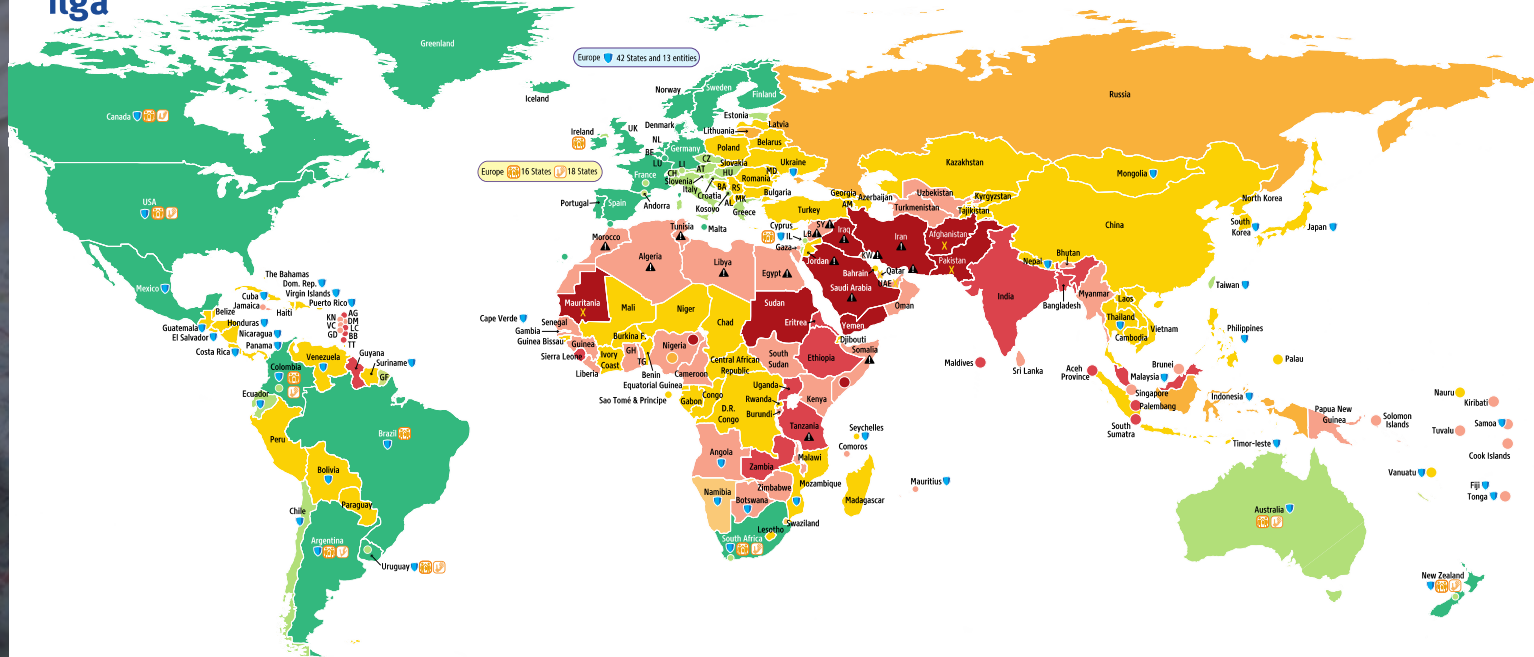 ilga
Greenland
Europe 42 States and 13 entities
Iceland
Norway
Sweden
Finland
Russia
Canada
Estonia
Latvia
Lithuania
Denmark
UK
Ireland
Belarus
NL
BE
LU
Germany
Poland
CZ
Slovakia
Ukraine
Kazakhstan
Mongolia
Europe 16 States 18 States
France
LI
CH
AT
HU
MD
Romania
Slovenia
Italy
Croatia
BA
RS
Bulgaria
Kosovo
AL
MK
Greece
Andorra
Portugal
Spain
Malta
USA
Georgia
AM
Azerbaijan
Uzbekistan
Turkmenistan
Kyrgyzstan
Tajikistan
North Korea
South
Korea
Japan
China
Turkey
Cyprus
IL
LB
SY
Gaza
Iraq
Iran
Afghanistan
Pakistan
Jordan
KW
Bahrain
Qatar
UAE
Saudi Arabia
Oman
Yemen
Nepal
Bhutan
India
Bangladesh
Myanmar
Laos
Thailand
Cambodia
Vietnam
Taiwan
Philippines
Palau
Morocco
Tunisia
Algeria
Libya
Egypt
Mauritania
Mali
Niger
Chad
Sudan
Eritrea
Djibouti
Somalia
Ethiopia
South
Sudan
Cape Verde
Senegal
Gambia
Guinea Bissau
Guinea
Sierra Leone
Liberia
Ivory
Coast
Burkina F.
GH
TG
Benin
Nigeria
Cameroon
Equatorial Guinea
Sao Tomé & Principe
Gabon
Congo
Central African
Republic
D.R.
Congo
Uganda
Rwanda
Burundi
Kenya
Tanzania
Seychelles
Comoros
Malawi
Angola
Zambia
Zimbabwe
Mozambique
Madagascar
Mauritius
Namibia
Botswana
Swaziland
Lesotho
South Africa
Mexico
The Bahamas
Dom. Rep.
Virgin Islands
Puerto Rico
Cuba
Jamaica
Haiti
Belize
Honduras
Guatemala
El Salvador
Nicaragua
Costa Rica
Panama
AG
KN
DM
VC
LC
GD
BB
TT
Venezuela
Guyana
Suriname
GF
Colombia
Ecuador
Peru
Brazil
Bolivia
Paraguay
Chile
Argentina
Uruguay
Maldives
Sri Lanka
Aceh
Province
Brunei
Malaysia
Singapore
Palembang
South
Sumatra
Indonesia
Timor-leste
Papua New
Guinea
Solomon
Islands
Nauru
Kiribati
Tuvalu
Samoa
Cook Islands
Vanuatu
Fiji
Tonga
Australia
New Zealand